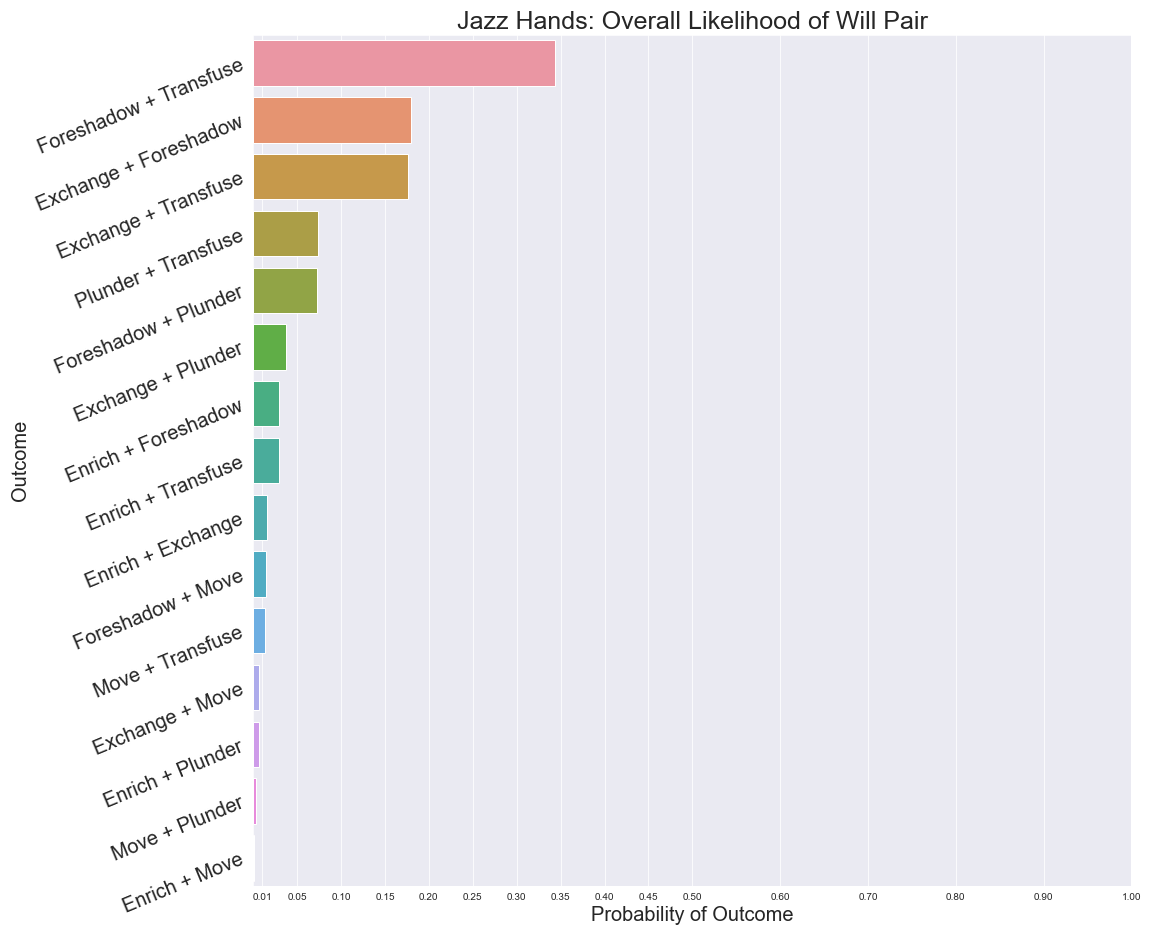 Jazz Hands: Overall Likelihood of Will Pair
Foreshadow + Transfuse
Exchange + Foreshadow
Exchange + Transfuse
Plunder + Transfuse
Foreshadow + Plunder
Exchange + Plunder
Enrich + Foreshadow
Enrich + Transfuse
Enrich + Exchange
Foreshadow + Move
Move + Transfuse
Exchange + Move
Enrich + Plunder
Move + Plunder
Enrich + Move
Outcome
0.01 0.05 0.10 0.15 0.20 0.25 0.30 0.35 0.40 0.45 0.50 0.60 0.70 0.80 0.90 1.00
Probability of Outcome